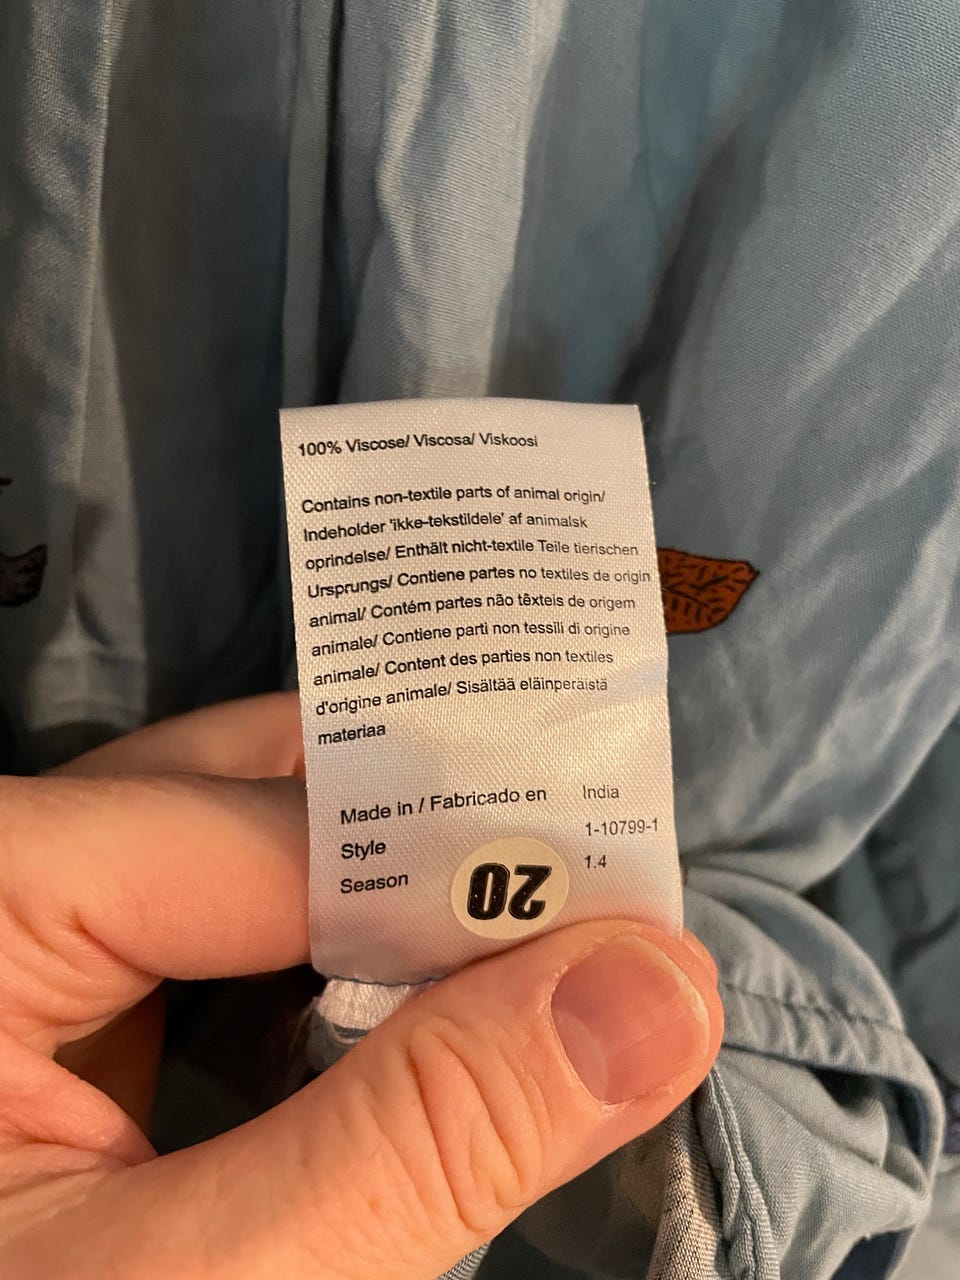 100% Viscose/ Viscosa/ Viskoosi
Contains non-textile parts of animal origin/
Indeholder 'ikke-tekstildele' af animalsk
oprindelse/ Enthält nicht-textile Teile tierischen
Ursprungs/ Contiene partes no textiles de origin
animal/ Contém partes não têxteis de origem
animale/ Contiene parti non tessili di origine
animale/ Content des parties non textiles
d'origine animale/ Sisältää eläinperäistä
materiaa
Made in / Fabricado en India
Style 1-10799-1
Season 1.4
20